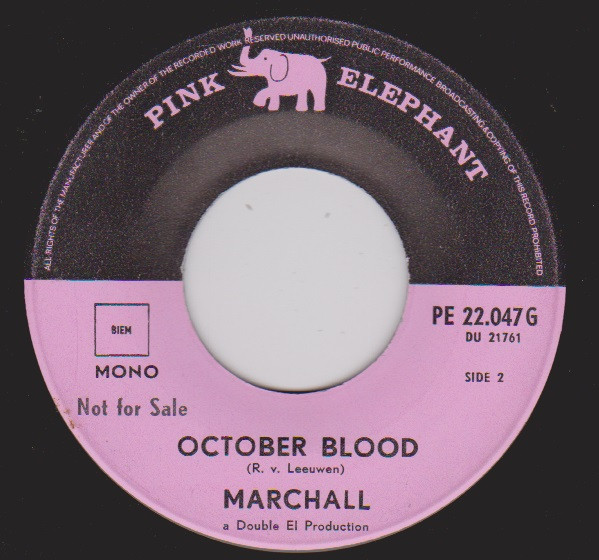 ALL RIGHTS OF THE MANUFACTURER AND OF THE OWNER OF THE RECORDED WORK RESERVED UNAUTHORISED PUBLIC PERFORMANCE BROADCASTING & COPYING OF THIS RECORD PROHIBITED
PINK ELEPHANT
BIEM
MONO
PE 22.047 G
DU 21761
SIDE 2
Not for Sale
OCTOBER BLOOD
(R. v. Leeuwen)
MARCHALL
a Double El Production